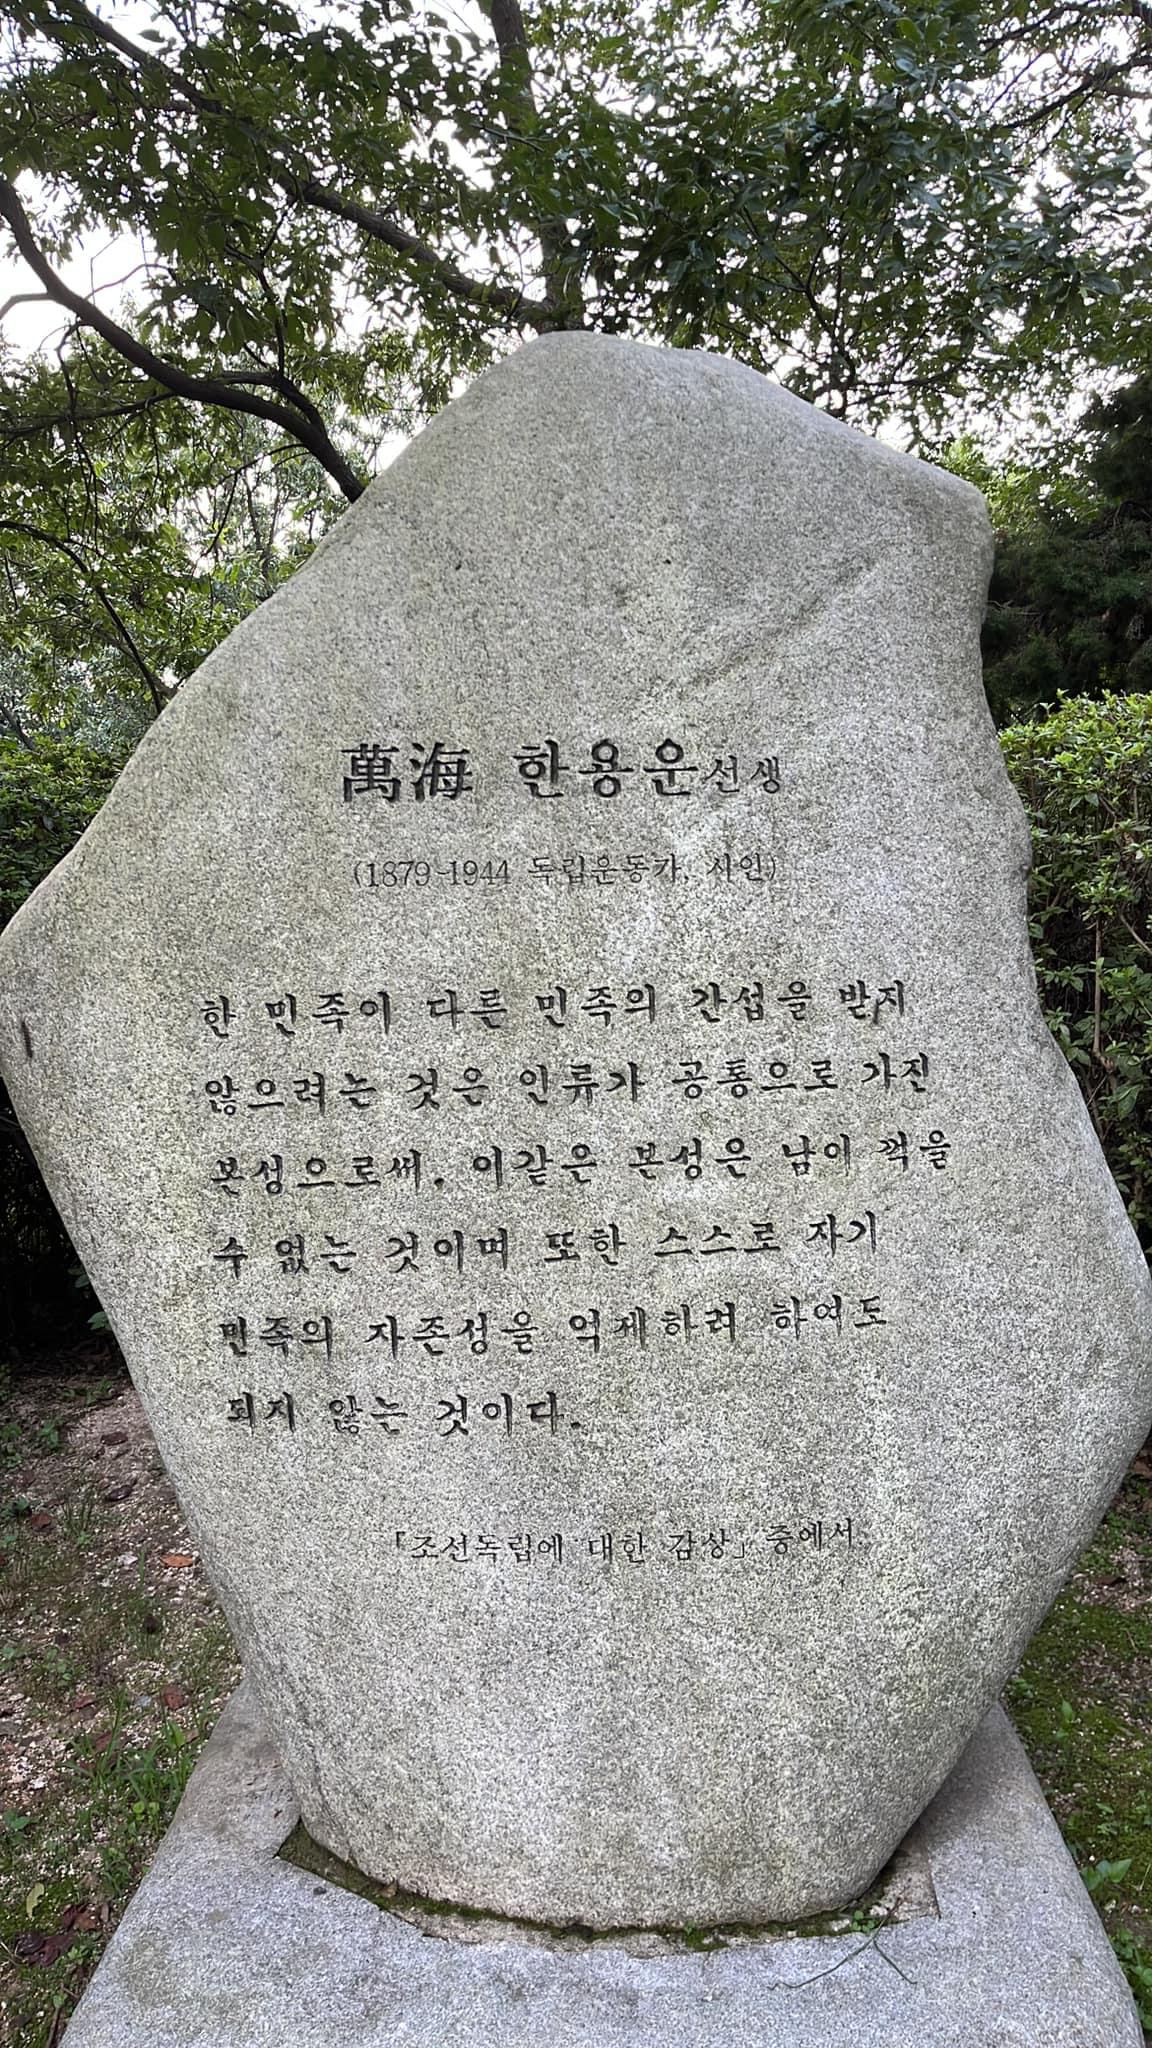 萬海 한용운선생
(1879-1944 독립운동가, 시인)
한 민족이 다른 민족의 간섭을 받지
않으려는 것은 인류가 공통으로 가진
본성으로써, 이같은 본성은 남이 꺽을
수 없는 것이며 또한 스스로 자기
민족의 자존성을 억제하려 하여도
되지 않는 것이다.
「조선독립에 대한 감상」중에서